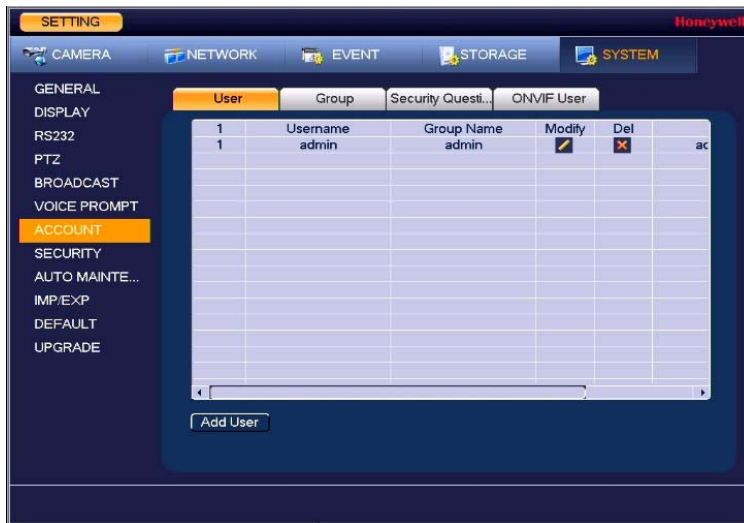 SETTING
Honeywell
CAMERA NETWORK EVENT STORAGE SYSTEM
GENERAL
DISPLAY
RS232
PTZ
BROADCAST
VOICE PROMPT
ACCOUNT
SECURITY
AUTO MAINTE...
IMP/EXP
DEFAULT
UPGRADE
User Group Security Questi... ONVIF User
1 Username Group Name Modify Del
1 admin admin ac
Add User